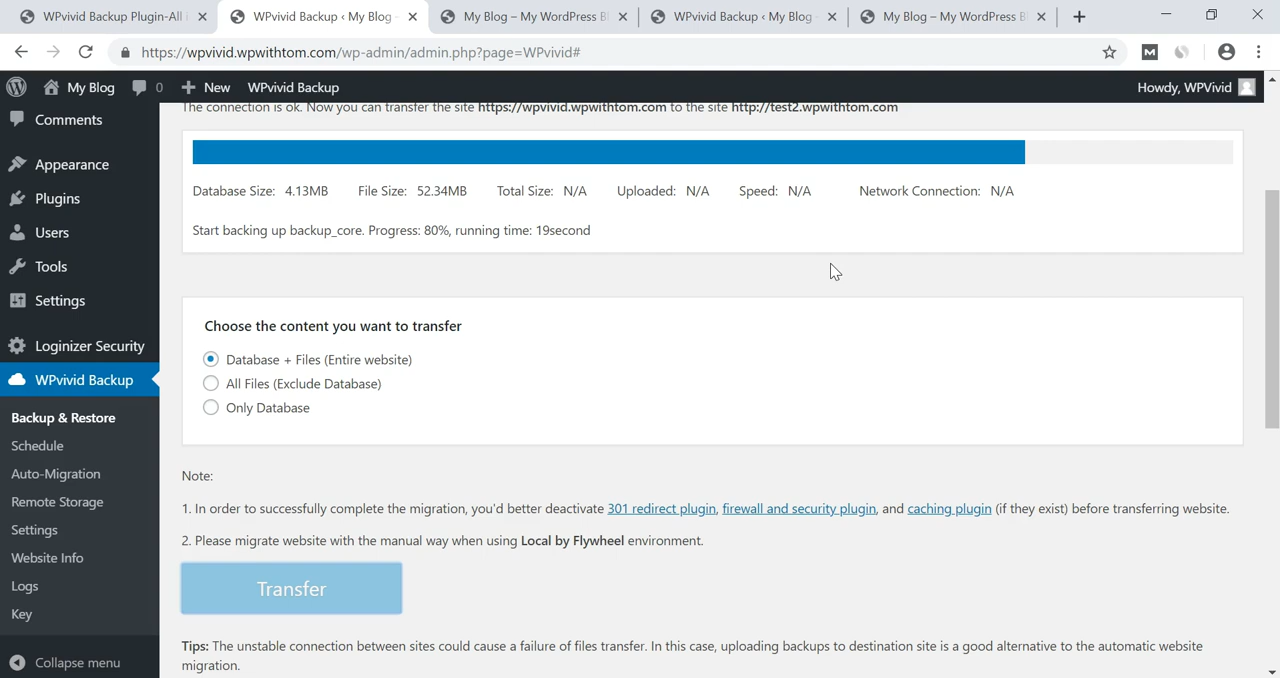 WPvivid Backup Plugin-All i
WPvivid Backup ‹ My Blog -
My Blog – My WordPress B
WPvivid Backup ‹ My Blog -
My Blog – My WordPress B
https://wpvivid.wpwithtom.com/wp-admin/admin.php?page=WPvivid#
My Blog 0 New WPvivid Backup Howdy, WPVivid
Comments
Appearance
Plugins
Users
Tools
Settings
Loginizer Security
WPvivid Backup
Backup & Restore
Schedule
Auto-Migration
Remote Storage
Settings
Website Info
Logs
Key
Collapse menu
The connection is ok. Now you can transfer the site https://wpvivid.wpwithtom.com to the site http://test2.wpwithtom.com
Database Size: 4.13MB File Size: 52.34MB Total Size: N/A Uploaded: N/A Speed: N/A Network Connection: N/A
Start backing up backup_core. Progress: 80%, running time: 19second
Choose the content you want to transfer
Database + Files (Entire website)
All Files (Exclude Database)
Only Database
Note:
1. In order to successfully complete the migration, you'd better deactivate 301 redirect plugin, firewall and security plugin, and caching plugin (if they exist) before transferring website.
2. Please migrate website with the manual way when using Local by Flywheel environment.
Transfer
Tips: The unstable connection between sites could cause a failure of files transfer. In this case, uploading backups to destination site is a good alternative to the automatic website
migration.